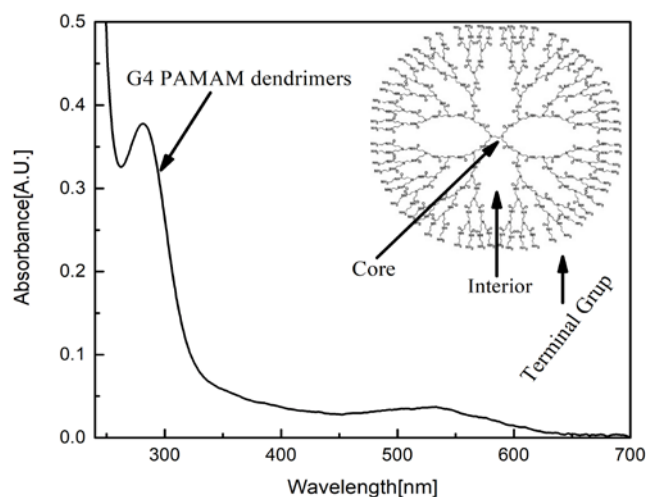 0.5
0.4
0.3
0.2
0.1
0.0
Absorbance[A.U.]
G4 PAMAM dendrimers
Core
Interior
Terminal Grup
300
400
500
600
700
Wavelength[nm]